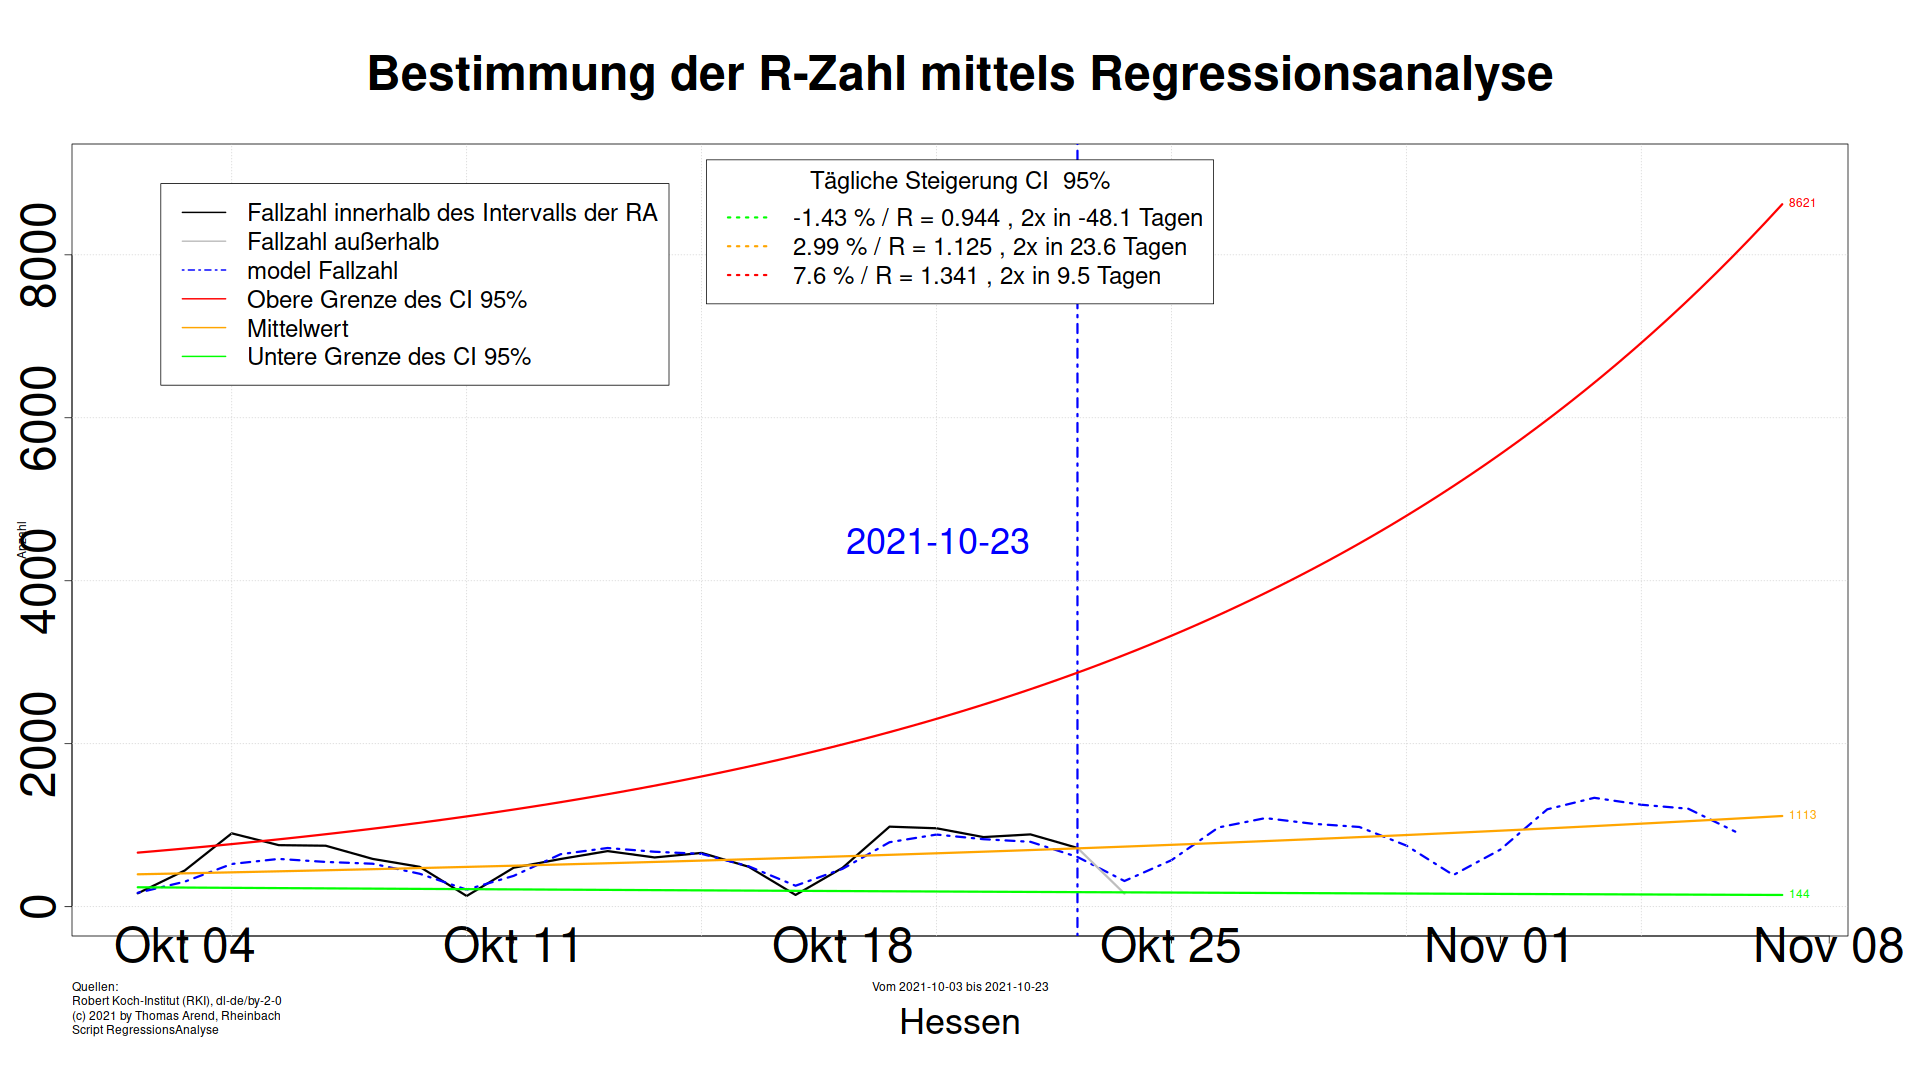 Bestimmung der R-Zahl mittels Regressionsanalyse
Fallzahl innerhalb des Intervalls der RA
Fallzahl außerhalb
model Fallzahl
Obere Grenze des CI 95%
Mittelwert
Untere Grenze des CI 95%
Tägliche Steigerung CI 95%
-1.43 % / R = 0.944 , 2x in -48.1 Tagen
2.99 % / R = 1.125 , 2x in 23.6 Tagen
7.6 % / R = 1.341 , 2x in 9.5 Tagen
8621
8000
6000
4000
2000
0
Anzahl
2021-10-23
1113
144
Okt 04
Okt 11
Okt 18
Okt 25
Nov 01
Nov 08
Quellen:
Robert Koch-Institut (RKI), dl-de/by-2-0
(c) 2021 by Thomas Arend, Rheinbach
Script RegressionsAnalyse
Vom 2021-10-03 bis 2021-10-23
Hessen